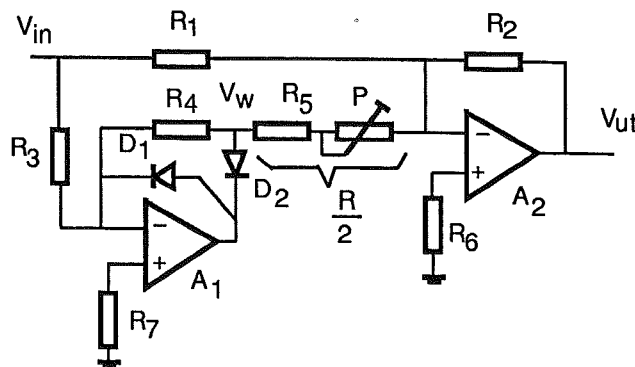 Vin
R1
R2
R4
Vw
R5
P
R3
D1
D2
R
2
Vut
A2
R6
A1
R7
− +
− +